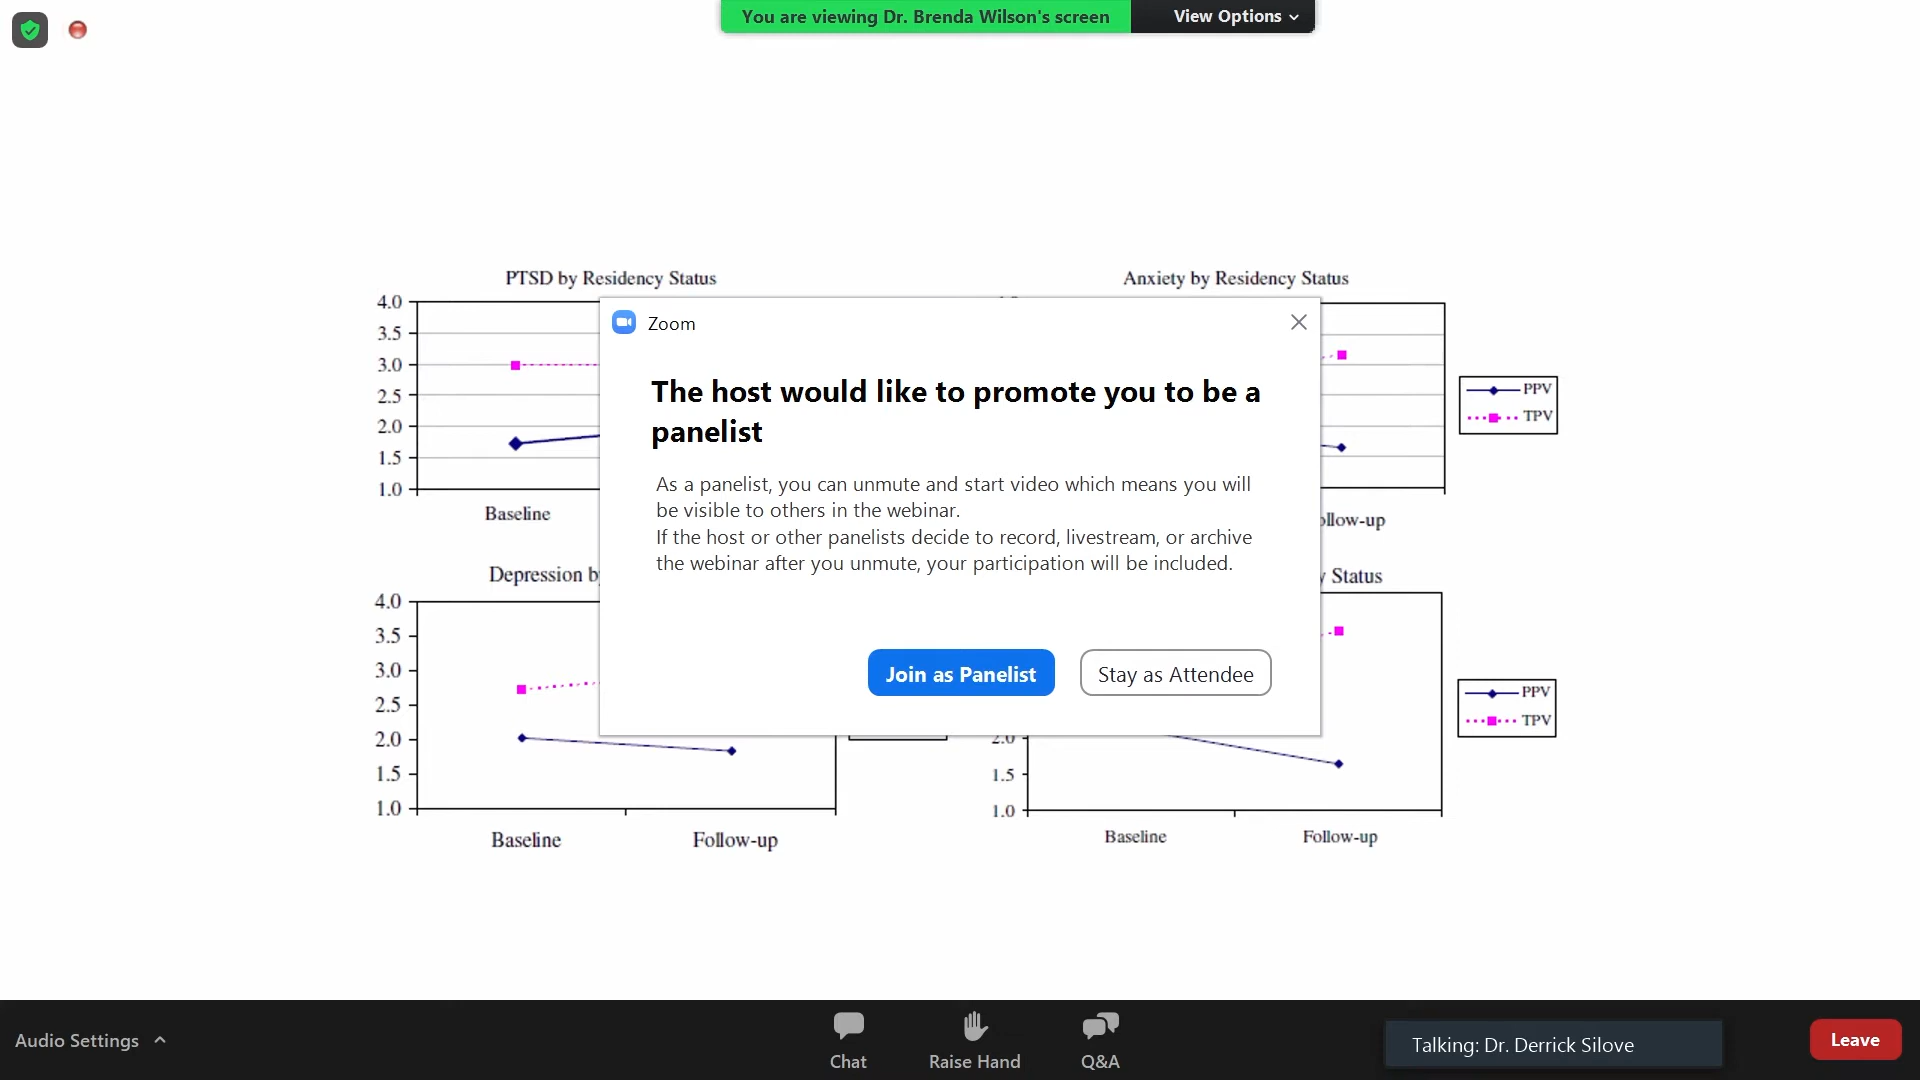 You are viewing Dr. Brenda Wilson's screen
View Options
PTSD by Residency Status
Anxiety by Residency Status
4.0
3.5
3.0
2.5
2.0
1.5
1.0
Baseline
PPV
TPV
ollow-up
Zoom
The host would like to promote you to be a
panelist
As a panelist, you can unmute and start video which means you will
be visible to others in the webinar.
If the host or other panelists decide to record, livestream, or archive
the webinar after you unmute, your participation will be included.
Join as Panelist
Stay as Attendee
Depression b
Status
4.0
3.5
3.0
2.5
2.0
1.5
1.0
Baseline
Follow-up
2.0
1.5
1.0
Baseline
Follow-up
PPV
TPV
Audio Settings
Chat
Raise Hand
Q&A
Talking: Dr. Derrick Silove
Leave